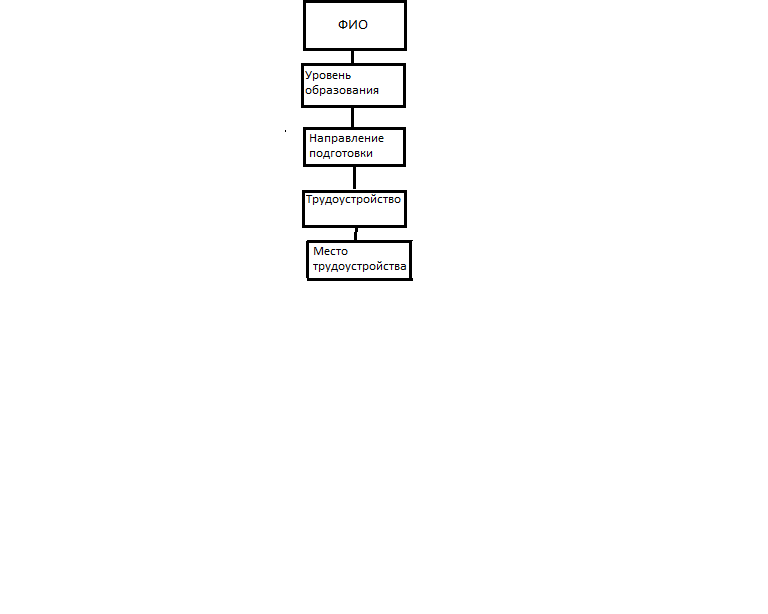 ФИО
Уровень
образования
Направление
подготовки
Трудоустройство
Место
трудоустройства